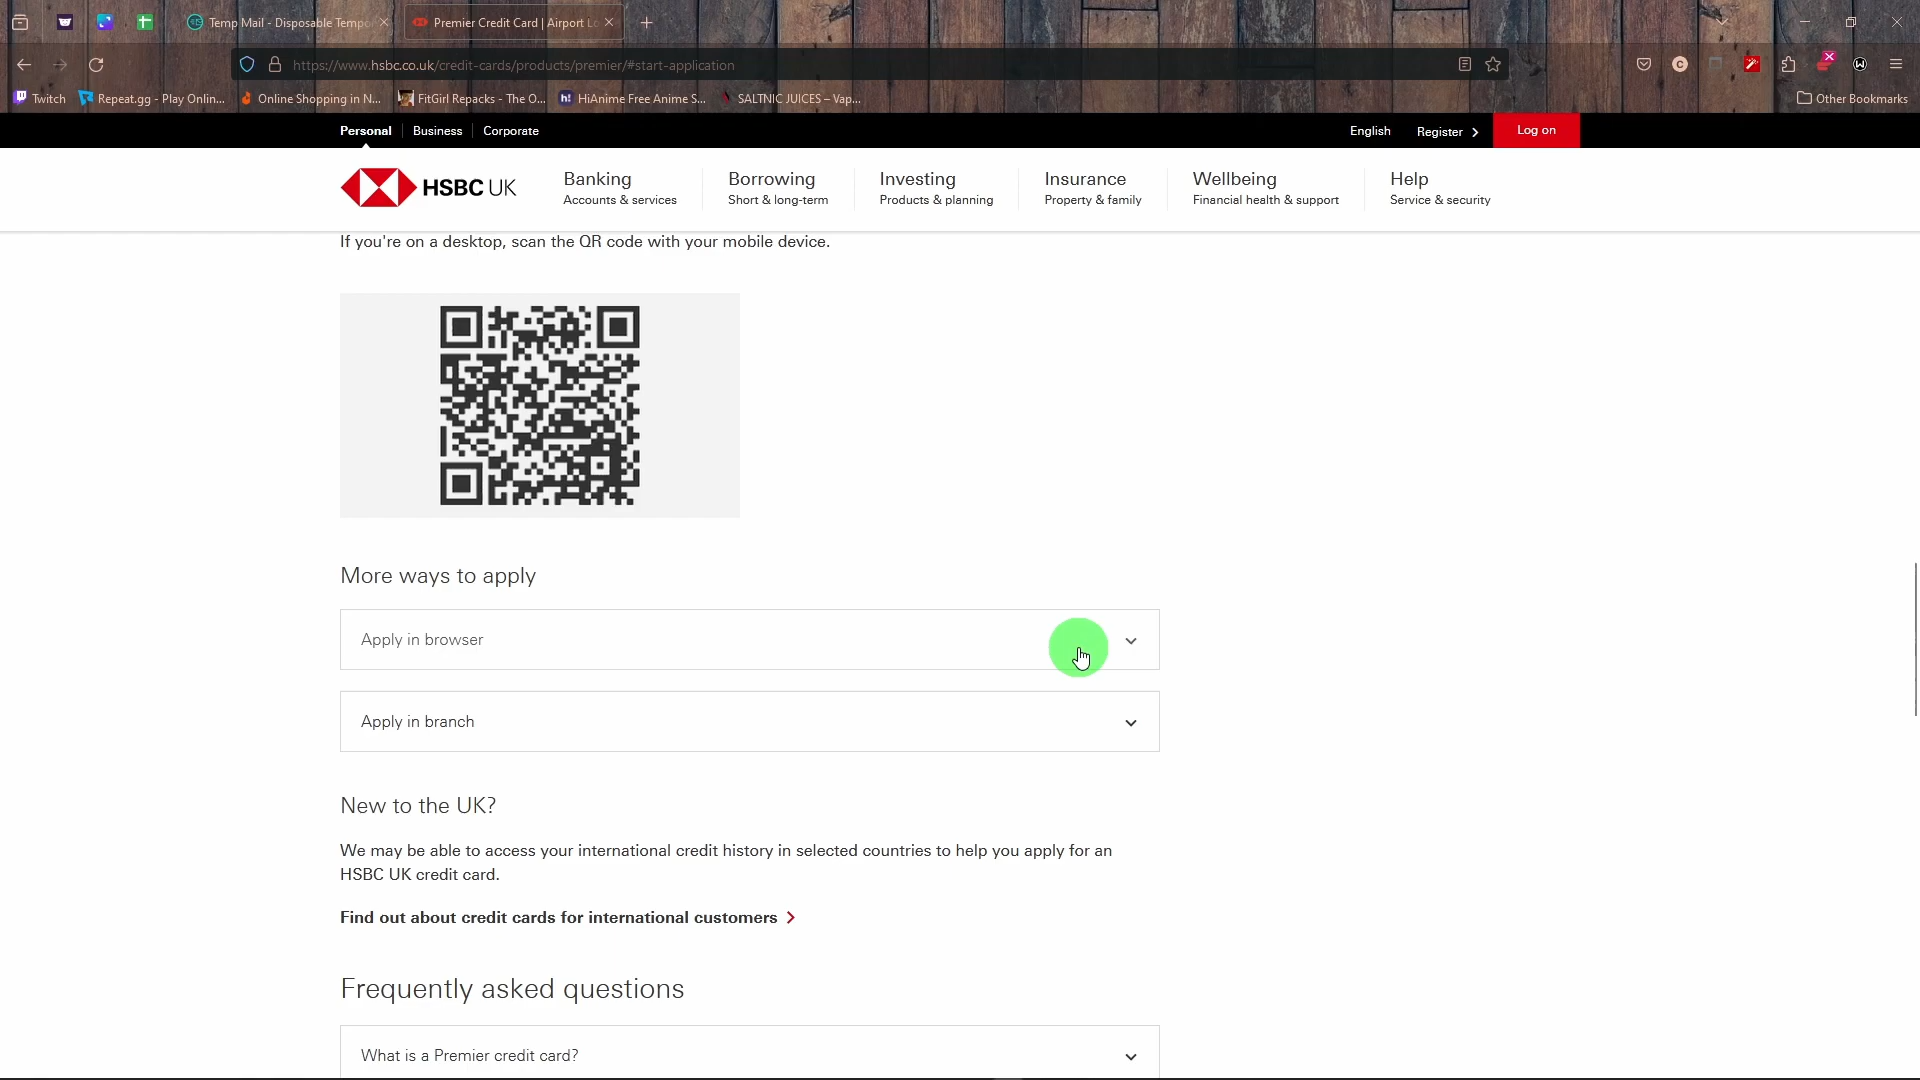 Temp Mail - Disposable Tempo
Premier Credit Card | Airport Lo
https://www.hsbc.co.uk/credit-cards/products/premier/#start-application
Twitch
Repeat.gg - Play Onlin...
Online Shopping in N...
FitGirl Repacks - The O...
h! HiAnime Free Anime S...
SALTNIC JUICES – Vap...
Other Bookmarks
Personal
Business
Corporate
English
Register
Log on
HSBC UK
Banking
Accounts & services
Borrowing
Short & long-term
Investing
Products & planning
Insurance
Property & family
Wellbeing
Financial health & support
Help
Service & security
If you're on a desktop, scan the QR code with your mobile device.
More ways to apply
Apply in browser
Apply in branch
New to the UK?
We may be able to access your international credit history in selected countries to help you apply for an
HSBC UK credit card.
Find out about credit cards for international customers
Frequently asked questions
What is a Premier credit card?